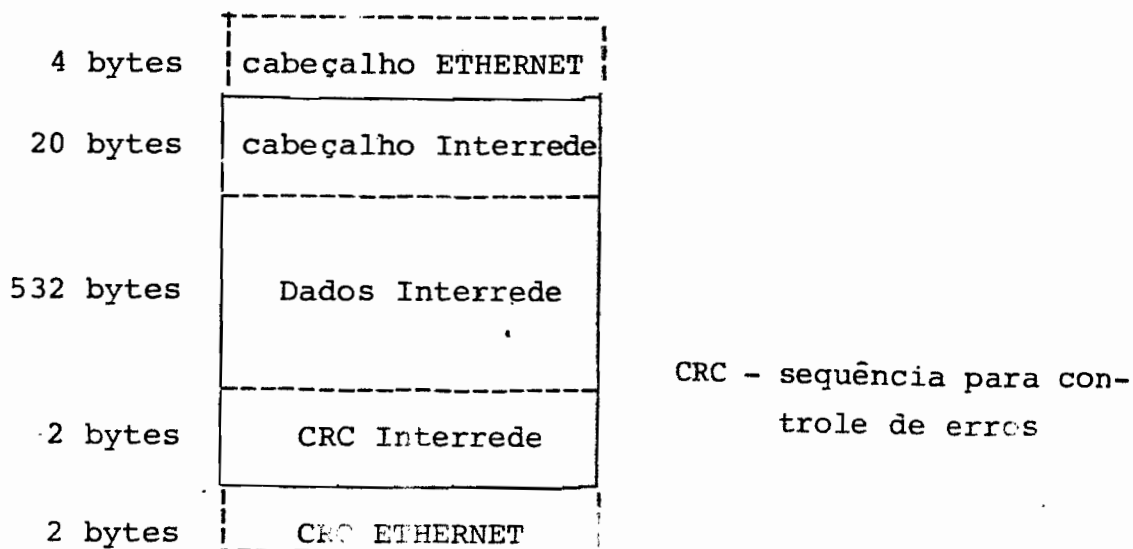 4 bytes cabeçalho ETHERNET
20 bytes cabeçalho Interrede
532 bytes Dados Interrede
CRC - sequência para con-
trole de erros
2 bytes CRC Interrede
2 bytes CRC ETHERNET